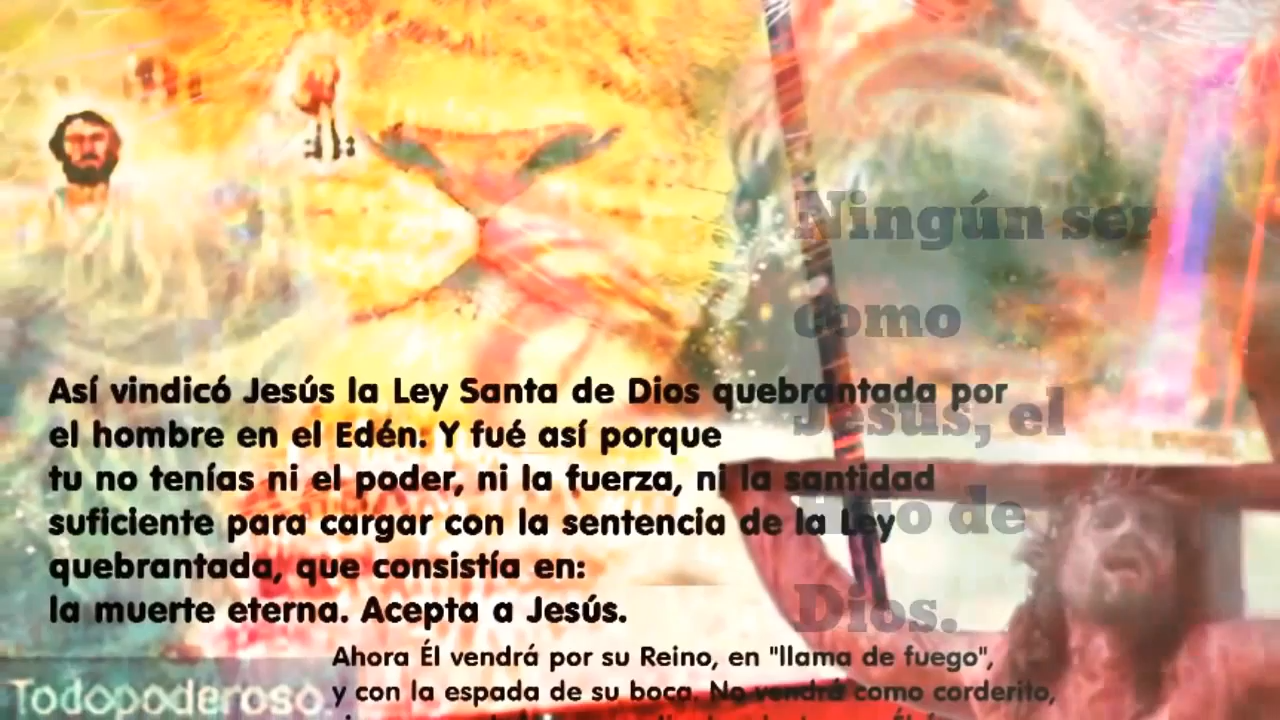 Ningún ser
como
Jesús, el
de
Dios.
Así vindicó Jesús la Ley Santa de Dios quebrantada por
el hombre en el Edén. Y fué así porque
tu no tenías ni el poder, ni la fuerza, ni la santidad
suficiente para cargar con la sentencia de la Ley
quebrantada, que consistía en:
la muerte eterna. Acepta a Jesús.
Ahora Él vendrá por su Reino, en "llama de fuego",
y con la espada de su boca. No vendrá como corderito,
Todopoderoso.